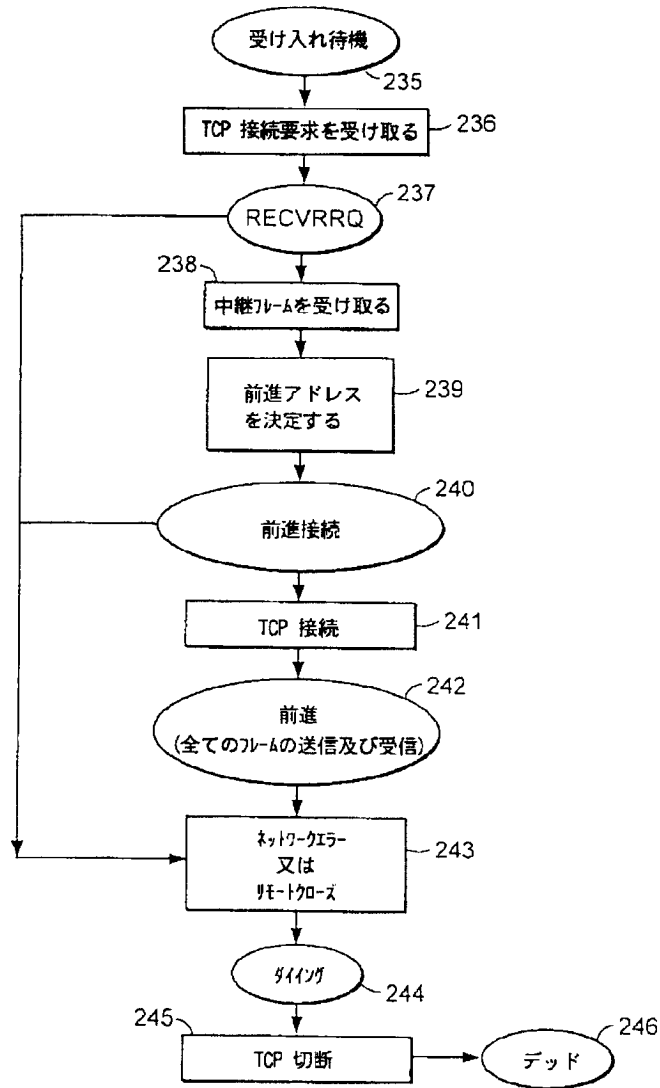 受け入れ待機
235
TCP 接続要求を受け取る
236
237
RECVRRQ
238
中継フレームを受け取る
前進アドレス
を決定する
239
240
前進接続
TCP 接続
241
242
前進
(全てのフレームの送信及び受信)
ネットワークエラー
又は
リモートクローズ
243
ダイイング
244
245
TCP 切断
246
デッド